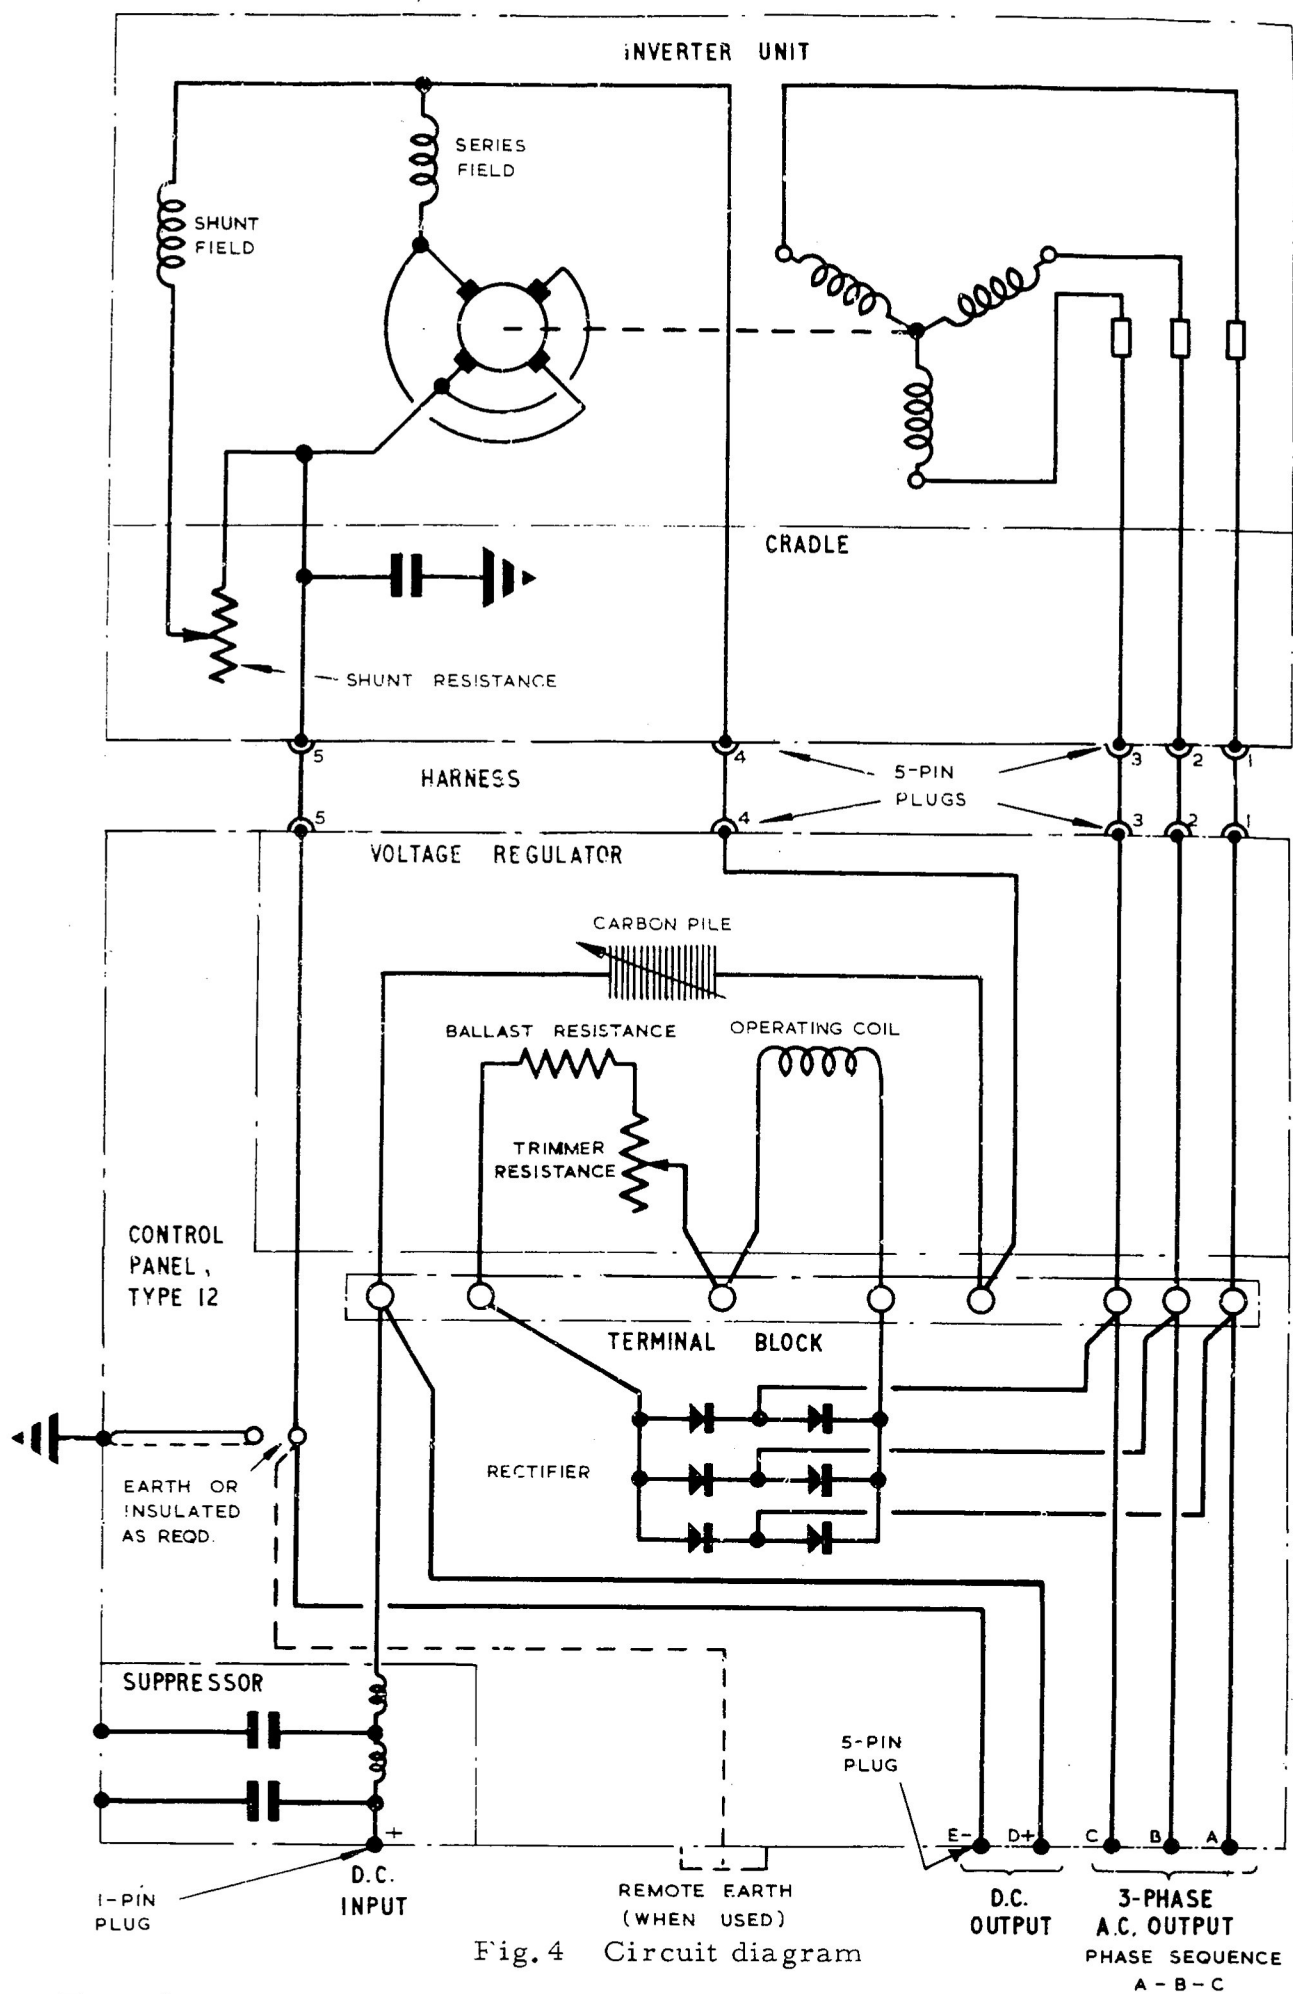 INVERTER UNIT
SERIES
FIELD
SHUNT
FIELD
CRADLE
SHUNT RESISTANCE
5
4
3
2
1
HARNESS
5-PIN
PLUGS
5
4
3
2
1
VOLTAGE REGULATOR
CARBON PILE
BALLAST RESISTANCE
OPERATING COIL
TRIMMER
RESISTANCE
CONTROL
PANEL,
TYPE 12
TERMINAL BLOCK
EARTH OR
INSULATED
AS REQD.
RECTIFIER
SUPPRESSOR
5-PIN
PLUG
+
E-
D+
C
B
A
1-PIN
PLUG
D.C.
INPUT
REMOTE EARTH
(WHEN USED)
D.C.
OUTPUT
3-PHASE
A.C. OUTPUT
PHASE SEQUENCE
A-B-C
Fig. 4 Circuit diagram